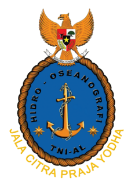 HIDRO - OSEANOGRAFI
TNI-AL
JALA CITRA PRAJA YODHA